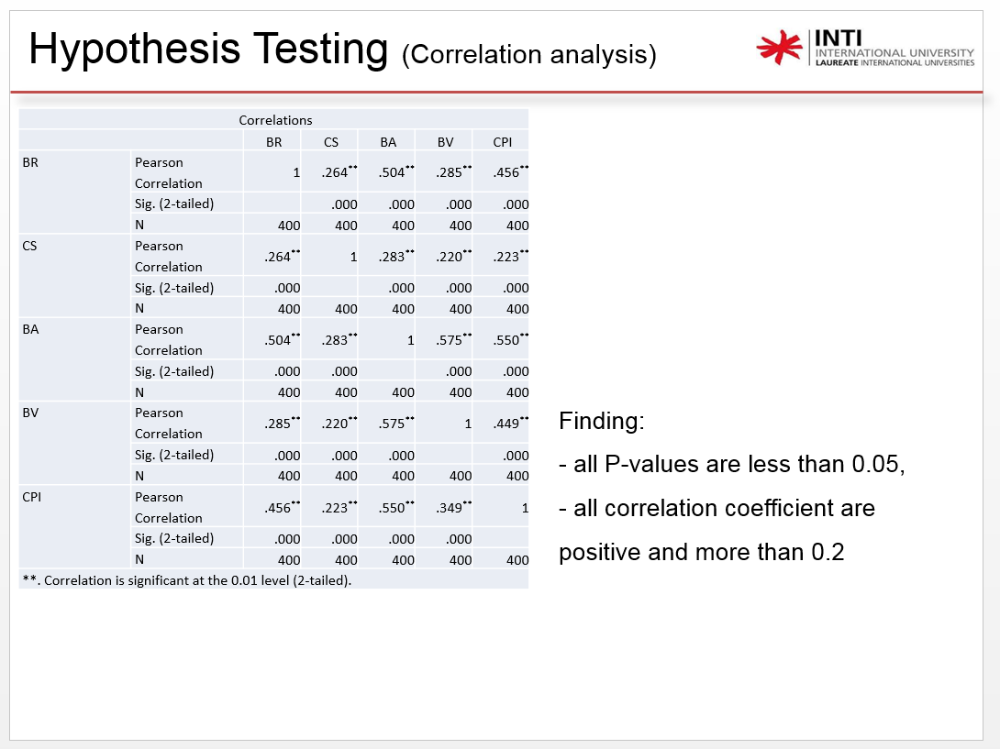 Hypothesis Testing (Correlation analysis)
INTI
INTERNATIONAL UNIVERSITY
LAUREATE INTERNATIONAL UNIVERSITIES
Correlations
BR CS BA BV CPI
BR Pearson Correlation 1 .264** .504** .285** .456**
Sig. (2-tailed) .000 .000 .000 .000
N 400 400 400 400 400
CS Pearson Correlation .264** 1 .283** .220** .223**
Sig. (2-tailed) .000 .000 .000 .000
N 400 400 400 400 400
BA Pearson Correlation .504** .283** 1 .575** .550**
Sig. (2-tailed) .000 .000 .000 .000
N 400 400 400 400 400
BV Pearson Correlation .285** .220** .575** 1 .449**
Sig. (2-tailed) .000 .000 .000 .000
N 400 400 400 400 400
CPI Pearson Correlation .456** .223** .550** .349** 1
Sig. (2-tailed) .000 .000 .000 .000
N 400 400 400 400 400
**. Correlation is significant at the 0.01 level (2-tailed).
Finding:
- all P-values are less than 0.05,
- all correlation coefficient are
positive and more than 0.2